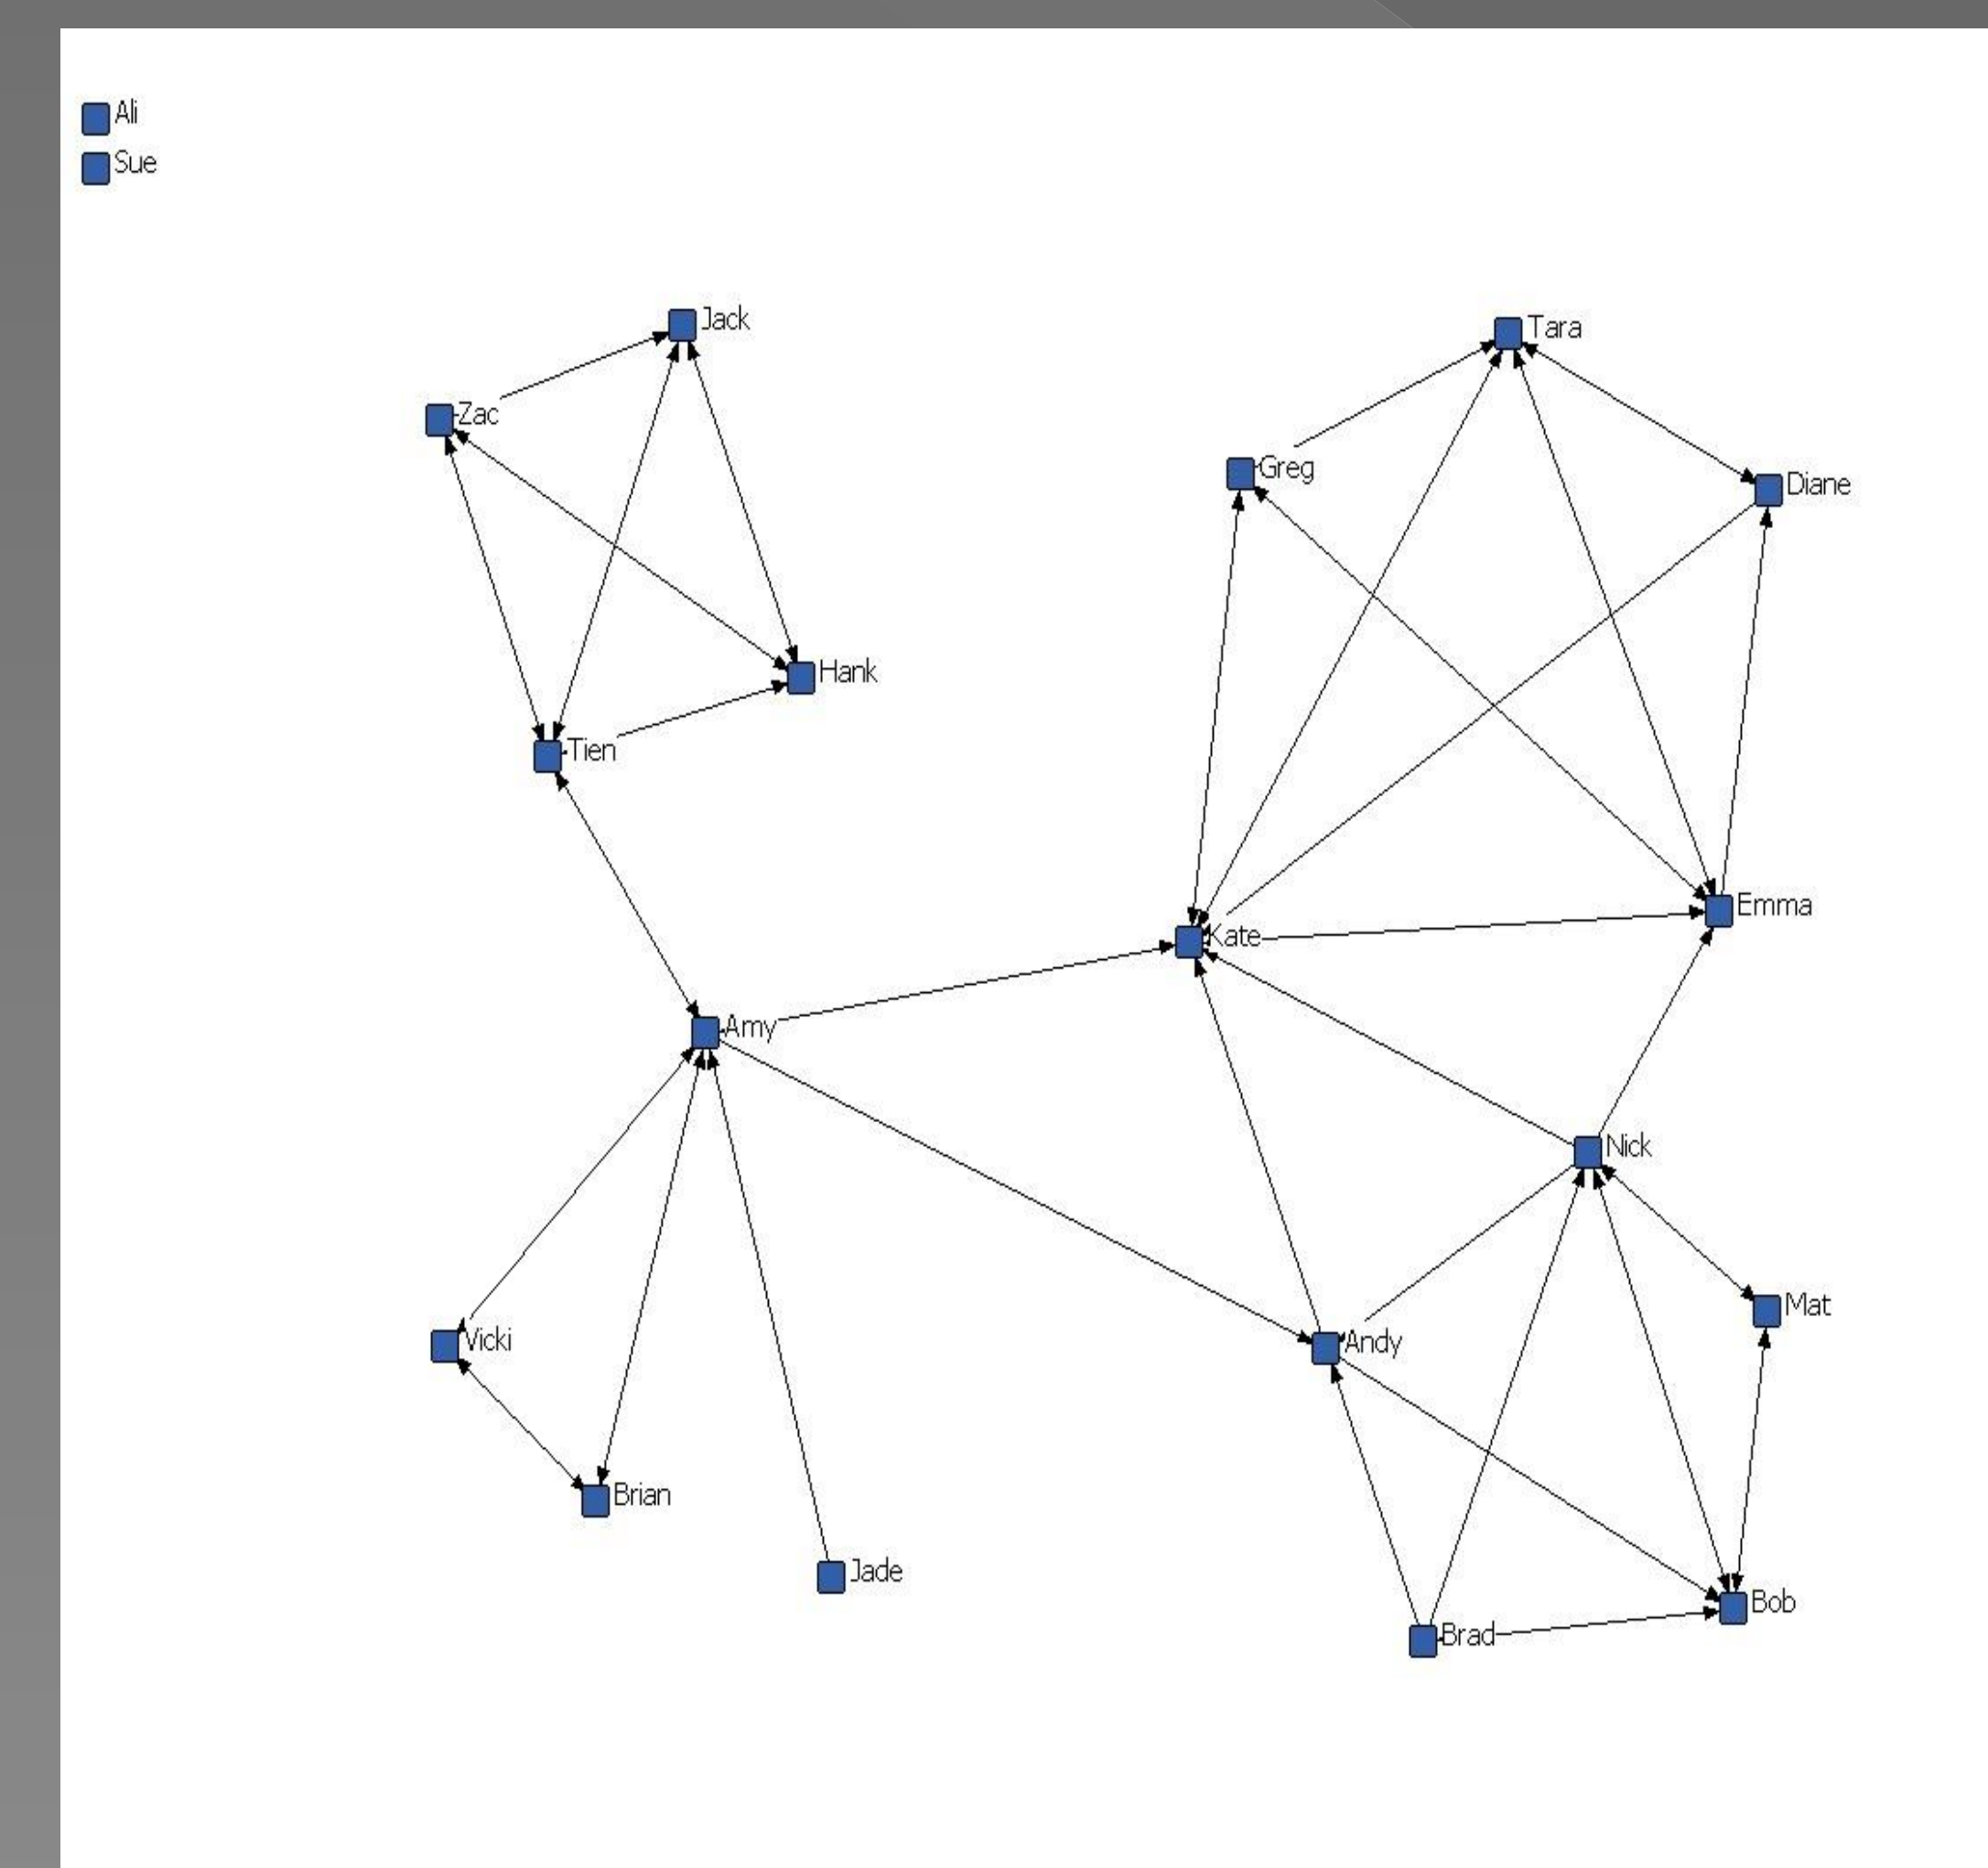 Ali
Sue
Jack
Tara
Zac
Greg
Diane
Hank
Tien
Emma
Kate
Amy
Nick
Mat
Vicki
Andy
Brian
Jade
Bob
Brad